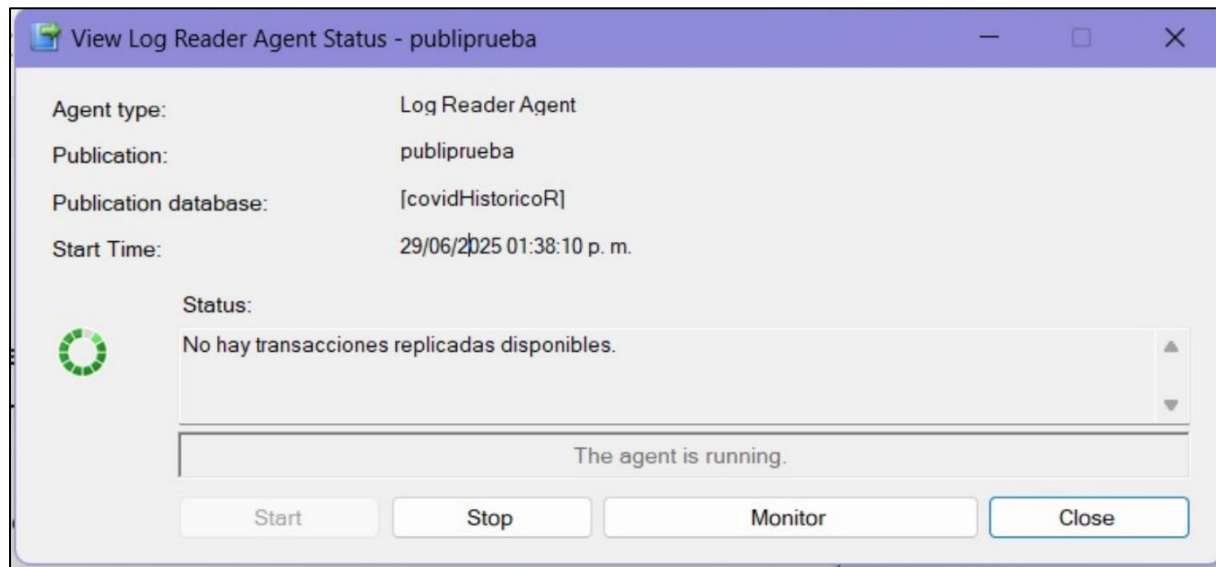 View Log Reader Agent Status - publiprueba
Agent type: Log Reader Agent
Publication: publiprueba
Publication database: [covidHistoricoR]
Start Time: 29/06/2025 01:38:10 p. m.
Status:
No hay transacciones replicadas disponibles.
The agent is running.
Start Stop Monitor Close